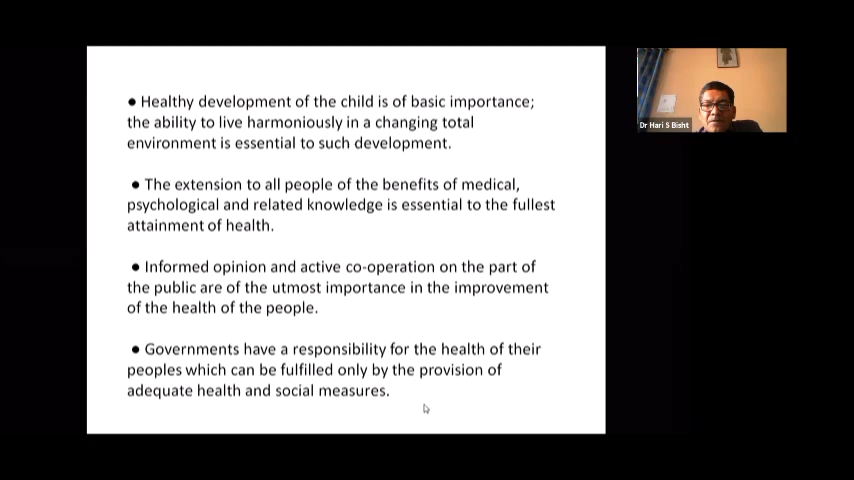 ● Healthy development of the child is of basic importance;
the ability to live harmoniously in a changing total
environment is essential to such development.
● The extension to all people of the benefits of medical,
psychological and related knowledge is essential to the fullest
attainment of health.
● Informed opinion and active co-operation on the part of
the public are of the utmost importance in the improvement
of the health of the people.
● Governments have a responsibility for the health of their
peoples which can be fulfilled only by the provision of
adequate health and social measures.
Dr Hari S Bisht